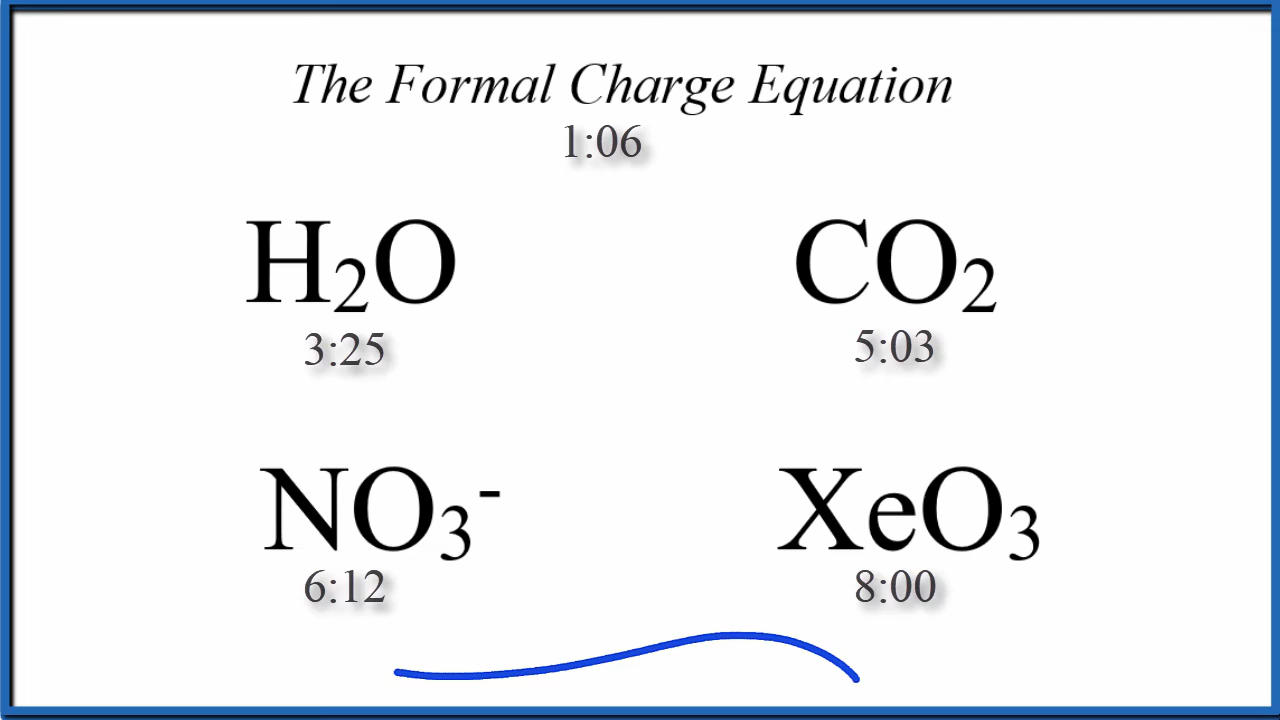 The Formal Charge Equation
1:06
H₂O CO₂
3:25 5:03
NO₃⁻ XeO₃
6:12 8:00